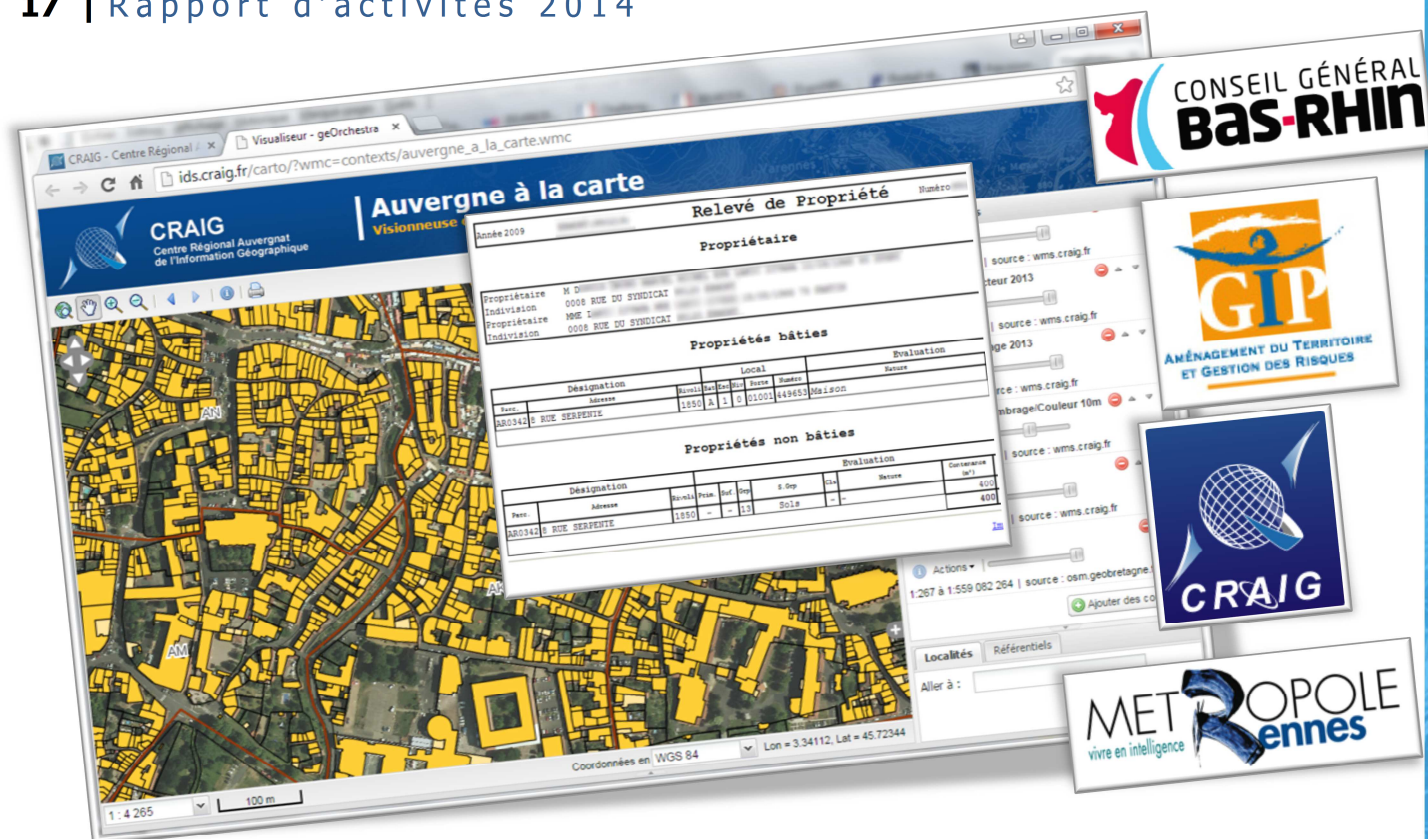 17 | Rapport d'activités 2014
CRAIG - Centre Régional
Visualiseur - geOrchestra
ids.craig.fr/carto/?wmc=contexts/auvergne_a_la_carte.wmc
CRAIG
Centre Régional Auvergnat
de l'Information Géographique
Auvergne à la carte
Visionneuse
Année 2009
Relevé de Propriété
Numéro
Propriétaire
Propriétaire M D
Indivision 0008 RUE DU SYNDICAT
Propriétaire MME
Indivision 0008 RUE DU SYNDICAT
Propriétés bâties
Désignation Local Evaluation
Parc. Adresse Rivoli Bat Esc Niv Porte Numéro Nature
AR0342 8 RUE SERPENTE 1850 A 1 0 01001 449653 Maison
Propriétés non bâties
Désignation Evaluation
Parc. Adresse Rivoli Prim. Suf. Grp S.Grp Cla Nature Contenance (m²)
AR0342 8 RUE SERPENTE 1850 - - 13 Sols - - 400
400
AN
AM
| source : wms.craig.fr
2013
| source : wms.craig.fr
2013
source : wms.craig.fr
Couleur 10m
| source : wms.craig.fr
| source : wms.craig.fr
Actions
1:267 à 1:559 082 264 | source : osm.geobretagne.
Ajouter des
Localités
Référentiels
Aller à :
Coordonnées en WGS 84
Lon = 3.34112, Lat = 45.72344
1 : 4 265
100 m
CONSEIL GÉNÉRAL
BAS-RHIN
GIP
AMÉNAGEMENT DU TERRITOIRE
ET GESTION DES RISQUES
CRAIG
METROPOLE
Rennes
vivre en intelligence